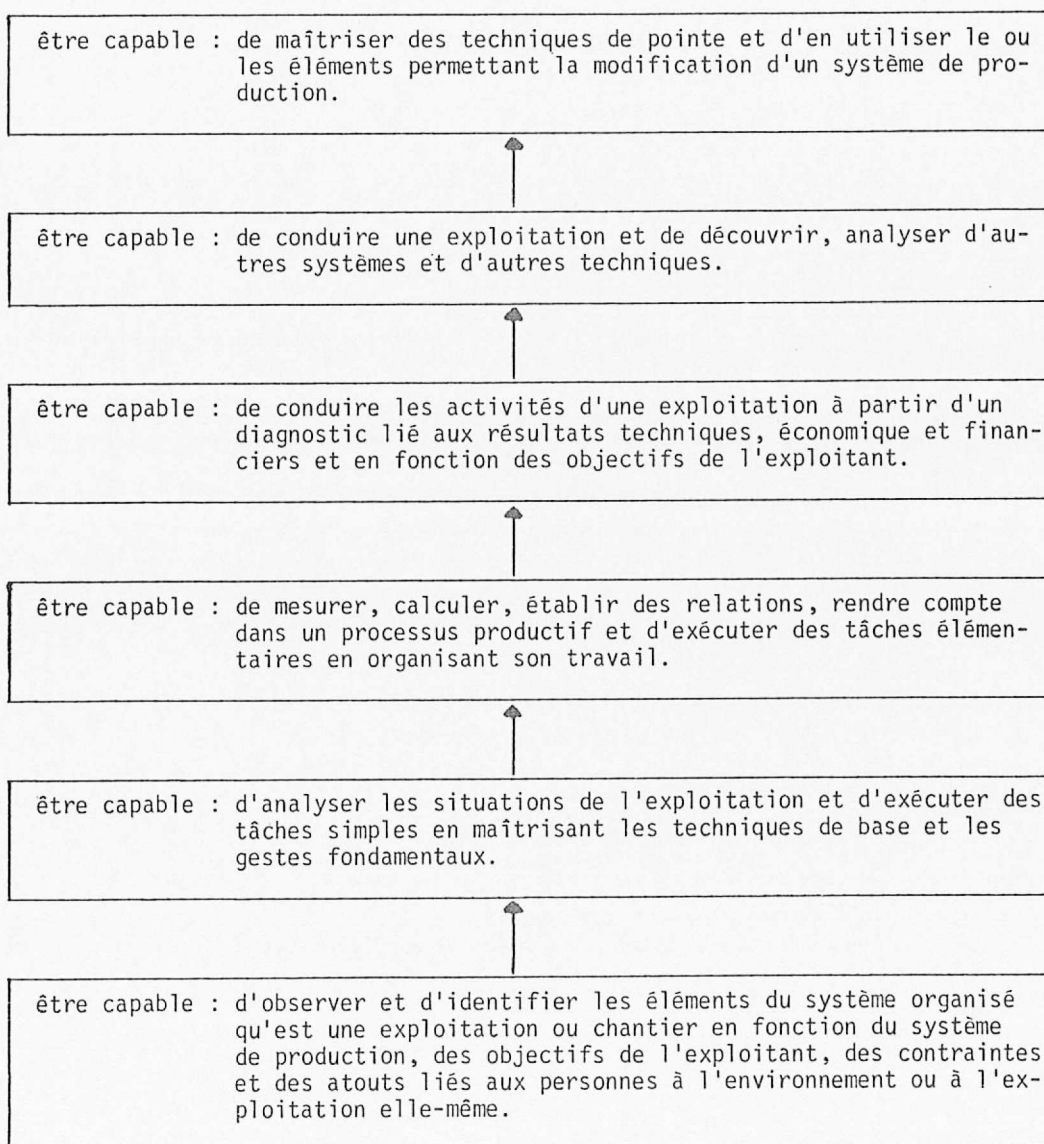 être capable : de maîtriser des techniques de pointe et d'en utiliser le ou
les éléments permettant la modification d'un système de pro-
duction.
être capable : de conduire une exploitation et de découvrir, analyser d'au-
tres systèmes et d'autres techniques.
être capable : de conduire les activités d'une exploitation à partir d'un
diagnostic lié aux résultats techniques, économique et finan-
ciers et en fonction des objectifs de l'exploitant.
être capable : de mesurer, calculer, établir des relations, rendre compte
dans un processus productif et d'exécuter des tâches élémen-
taires en organisant son travail.
être capable : d'analyser les situations de l'exploitation et d'exécuter des
tâches simples en maîtrisant les techniques de base et les
gestes fondamentaux.
être capable : d'observer et d'identifier les éléments du système organisé
qu'est une exploitation ou chantier en fonction du système
de production, des objectifs de l'exploitant, des contraintes
et des atouts liés aux personnes à l'environnement ou à l'ex-
ploitation elle-même.